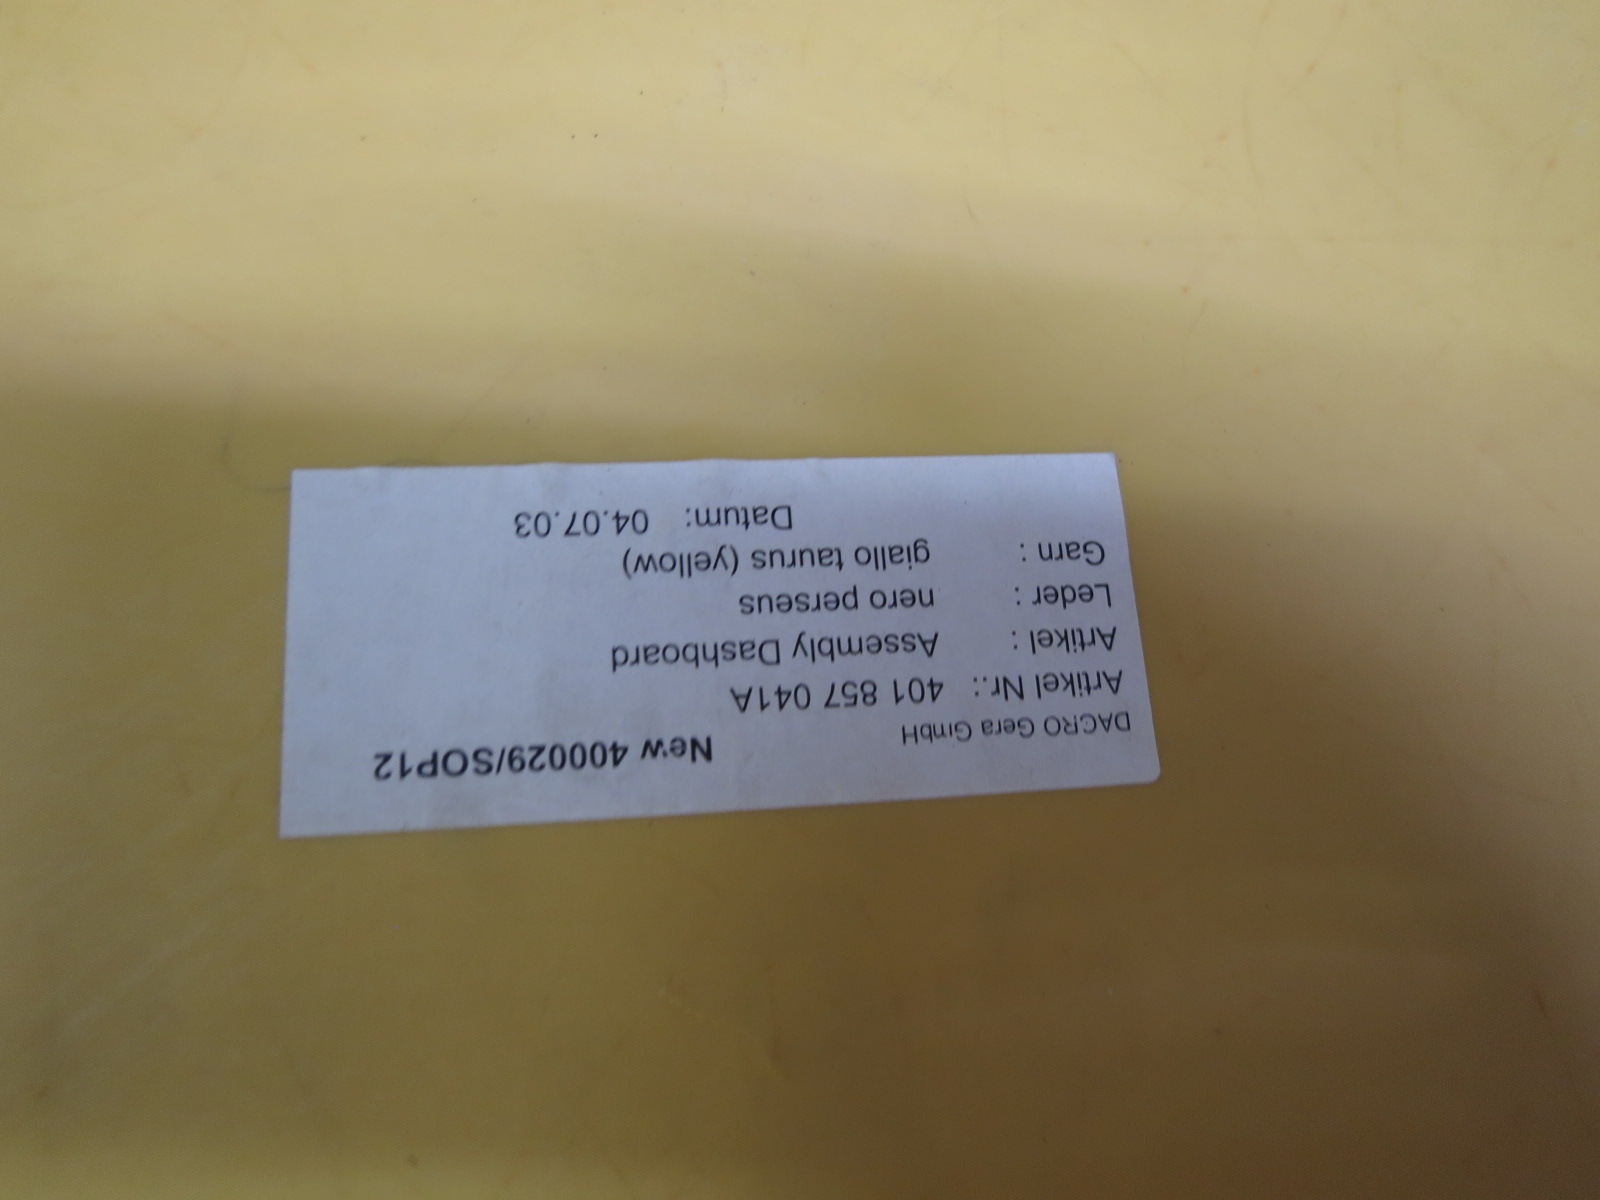 DACRO Gera GmbH New 400029/SOP12
Artikel Nr.: 401 857 041A
Artikel : Assembly Dashboard
Leder : nero perseus
Garn : giallo taurus (yellow)
Datum: 04.07.03